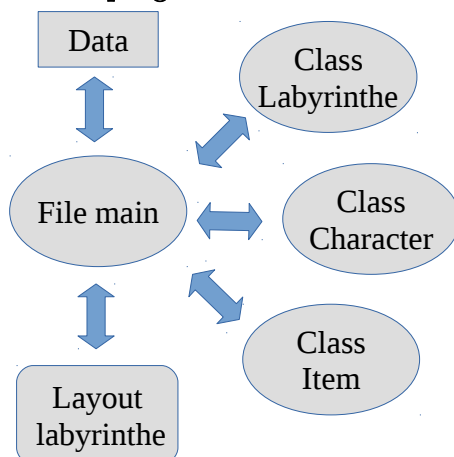 Data
Class
Labyrinthe
File main
Class
Character
Class
Item
Layout
labyrinthe